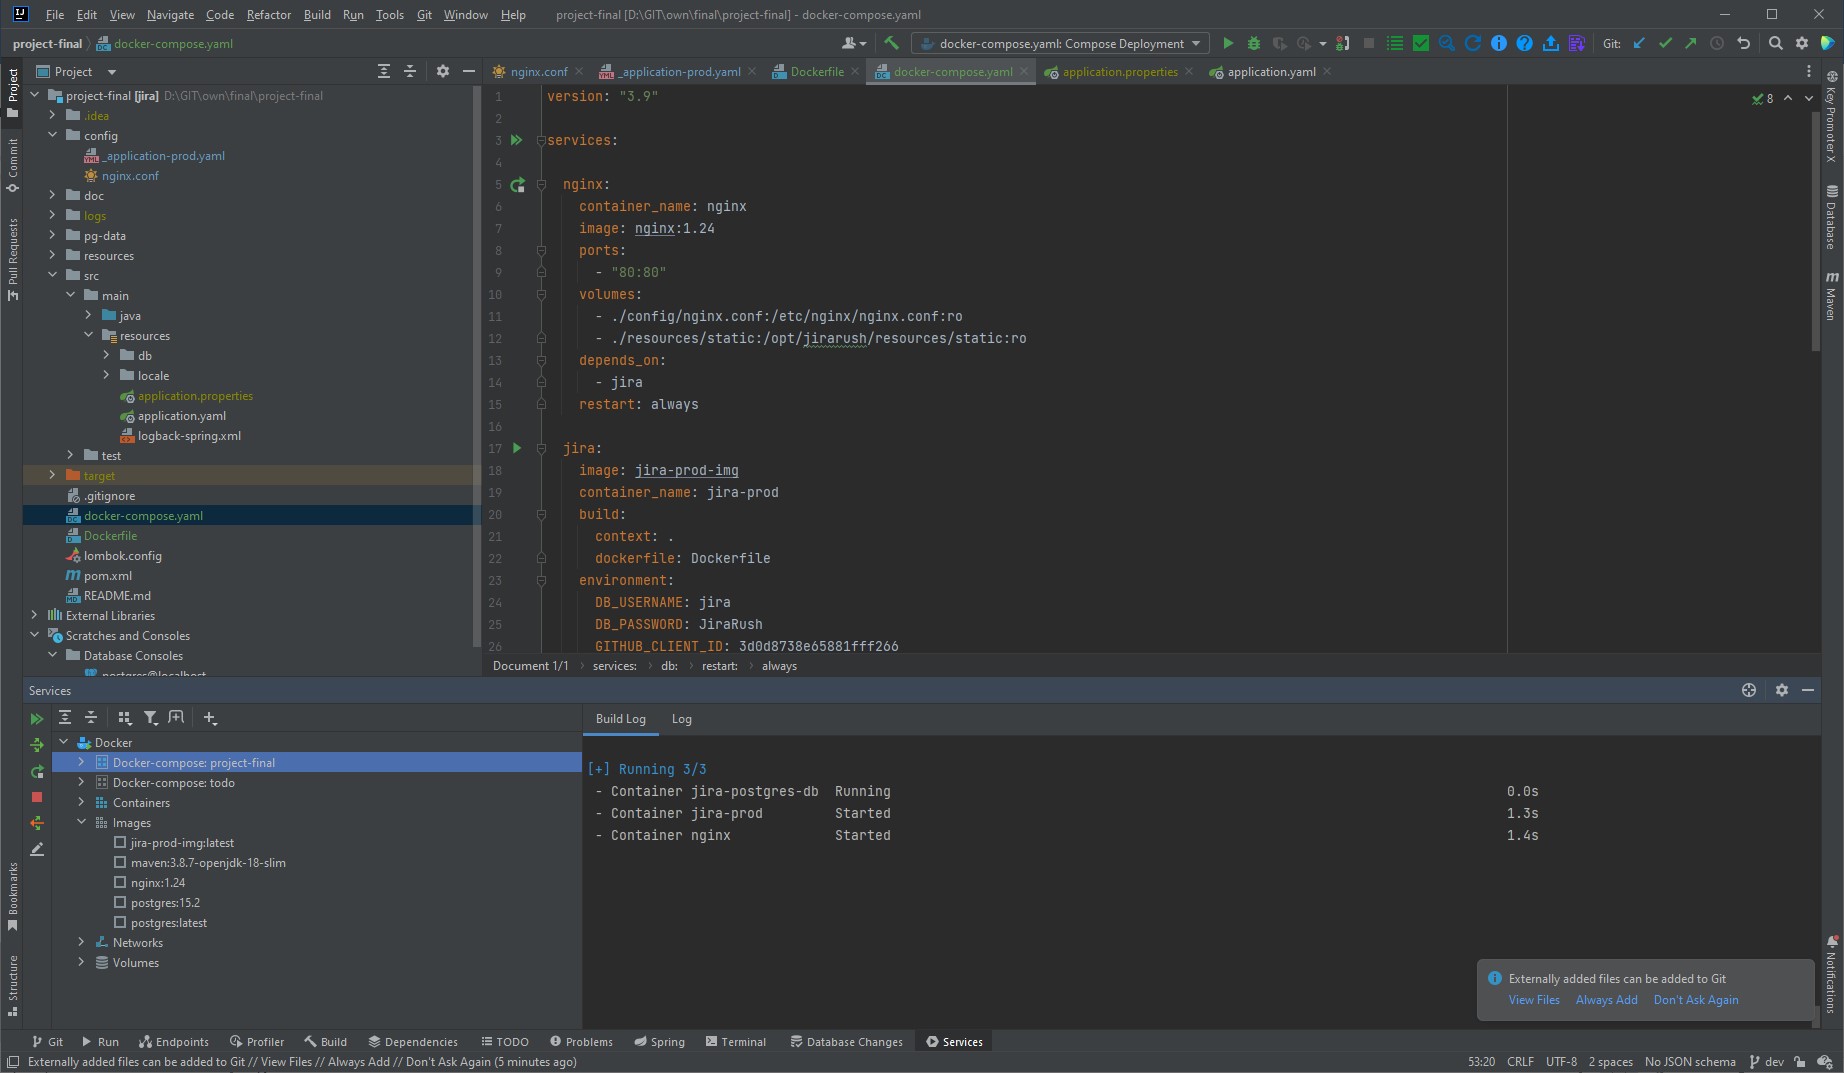 File Edit View Navigate Code Refactor Build Run Tools Git Window Help project-final [D:\GIT\own\final\project-final] - docker-compose.yaml
project-final docker-compose.yaml
docker-compose.yaml: Compose Deployment
Git:
Project
nginx.conf _application-prod.yaml Dockerfile docker-compose.yaml application.properties application.yaml
Project
Commit
Pull Requests
Bookmarks
Structure
project-final [jira] D:\GIT\own\final\project-final
.idea
config
_application-prod.yaml
nginx.conf
doc
logs
pg-data
resources
src
main
java
resources
db
locale
application.properties
application.yaml
logback-spring.xml
test
target
.gitignore
docker-compose.yaml
Dockerfile
lombok.config
pom.xml
README.md
External Libraries
Scratches and Consoles
Database Consoles
postgres@localhost
8
1 version: "3.9"
2
3 services:
4
5 nginx:
6 container_name: nginx
7 image: nginx:1.24
8 ports:
9 - "80:80"
10 volumes:
11 - ./config/nginx.conf:/etc/nginx/nginx.conf:ro
12 - ./resources/static:/opt/jirarush/resources/static:ro
13 depends_on:
14 - jira
15 restart: always
16
17 jira:
18 image: jira-prod-img
19 container_name: jira-prod
20 build:
21 context: .
22 dockerfile: Dockerfile
23 environment:
24 DB_USERNAME: jira
25 DB_PASSWORD: JiraRush
26 GITHUB_CLIENT_ID: 3d0d8738e65881fff266
Document 1/1 services: db: restart: always
Key Promoter X
Database
Maven
Notifications
Services
Docker
Docker-compose: project-final
Docker-compose: todo
Containers
Images
jira-prod-img:latest
maven:3.8.7-openjdk-18-slim
nginx:1.24
postgres:15.2
postgres:latest
Networks
Volumes
Build Log Log
[+] Running 3/3
- Container jira-postgres-db Running 0.0s
- Container jira-prod Started 1.3s
- Container nginx Started 1.4s
Externally added files can be added to Git
View Files Always Add Don't Ask Again
Git Run Endpoints Profiler Build Dependencies TODO Problems Spring Terminal Database Changes Services
Externally added files can be added to Git // View Files // Always Add // Don't Ask Again (5 minutes ago) 53:20 CRLF UTF-8 2 spaces No JSON schema dev